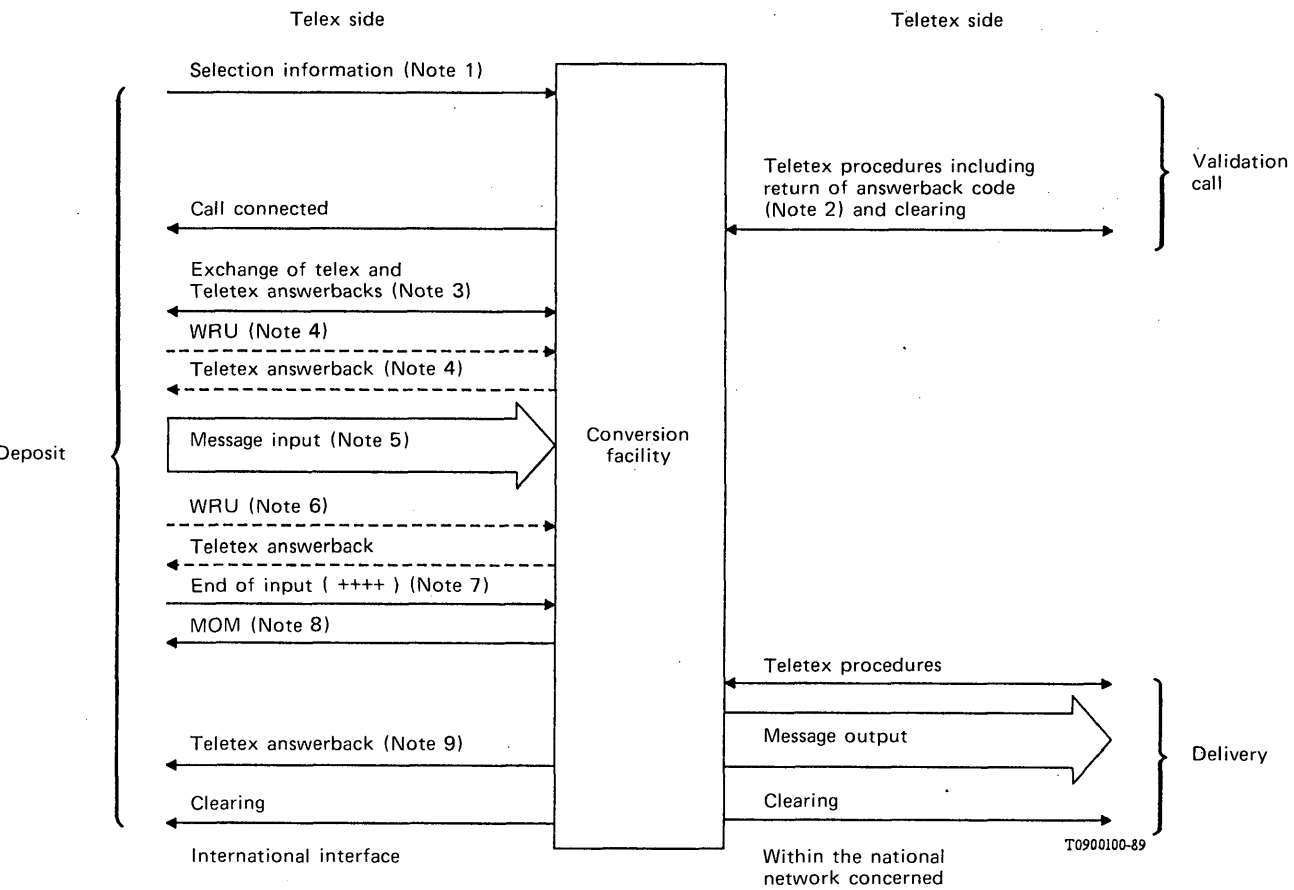 Telex side
Teletex side
Selection information (Note 1)
Teletex procedures including
return of answerback code
(Note 2) and clearing
Validation
call
Call connected
Exchange of telex and
Teletex answerbacks (Note 3)
WRU (Note 4)
Teletex answerback (Note 4)
Message input (Note 5)
Conversion
facility
Deposit
WRU (Note 6)
Teletex answerback
End of input ( ++++ ) (Note 7)
MOM (Note 8)
Teletex procedures
Teletex answerback (Note 9)
Message output
Delivery
Clearing
Clearing
T0900100-89
International interface
Within the national
network concerned